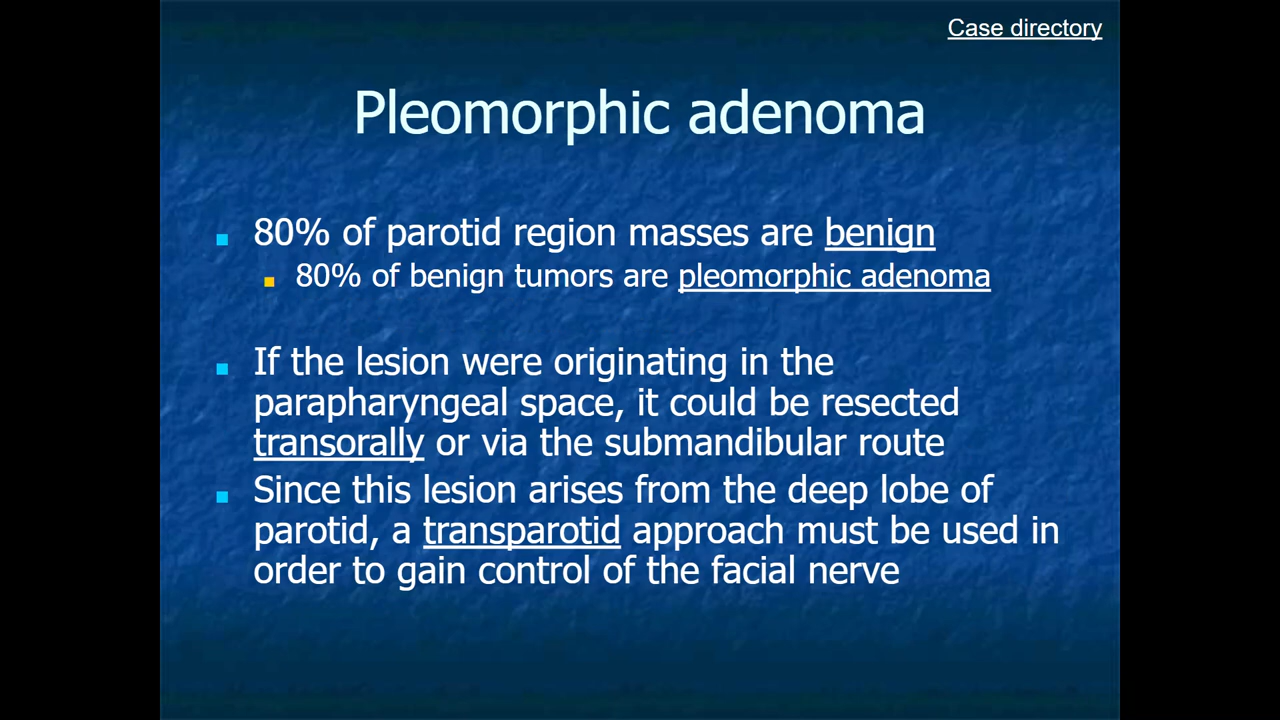 Case directory
Pleomorphic adenoma
80% of parotid region masses are benign
80% of benign tumors are pleomorphic adenoma
If the lesion were originating in the
parapharyngeal space, it could be resected
transorally or via the submandibular route
Since this lesion arises from the deep lobe of
parotid, a transparotid approach must be used in
order to gain control of the facial nerve